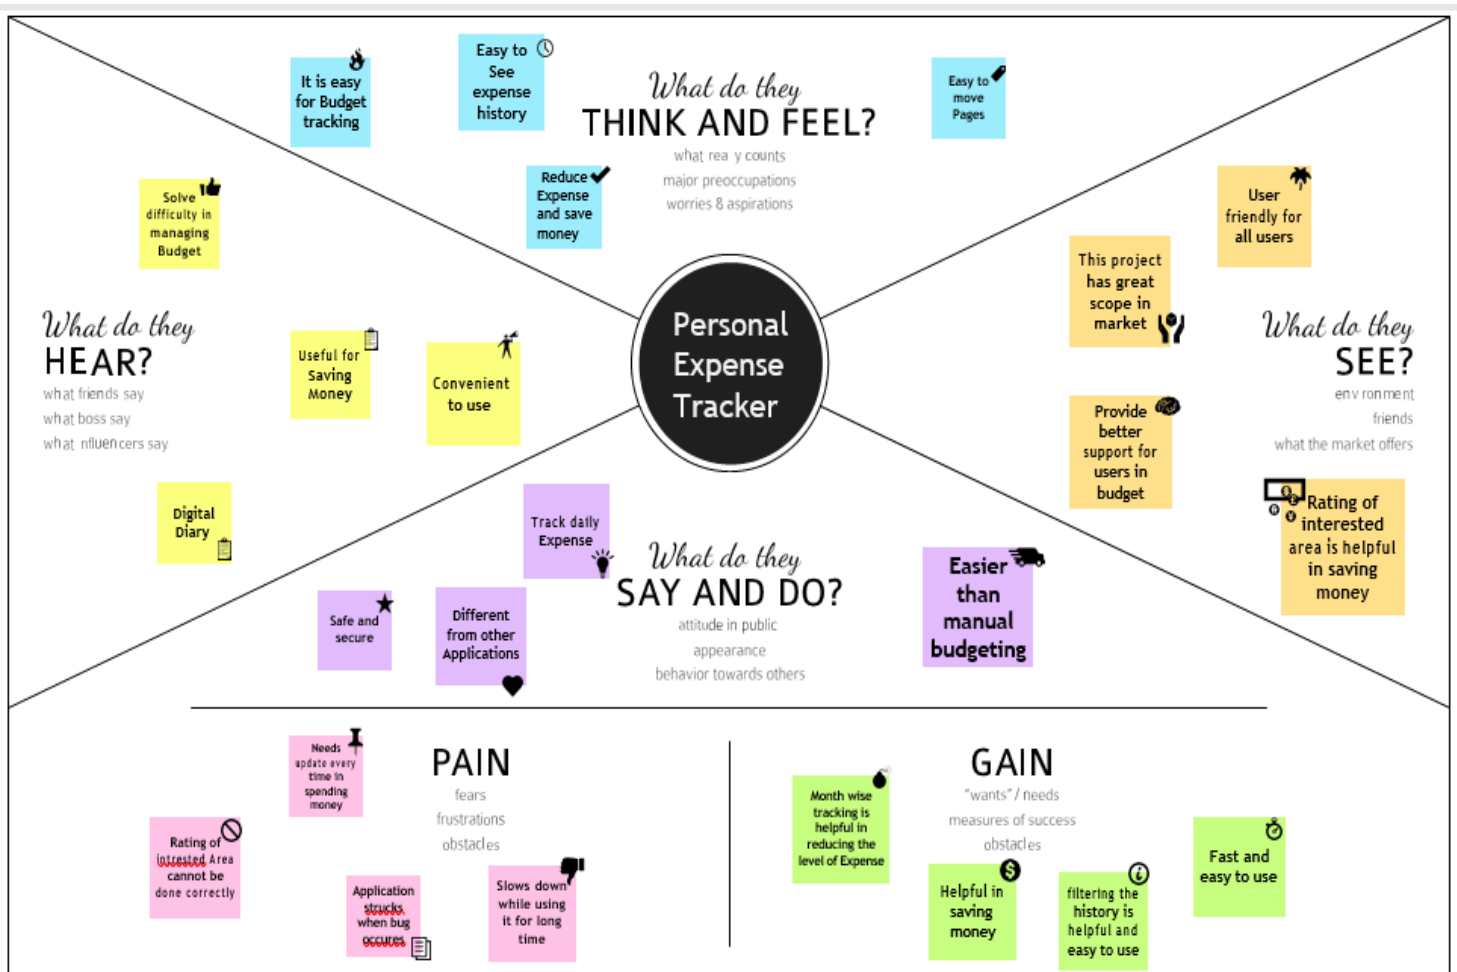 It is easy
for Budget
tracking
Easy to
See
expense
history
What do they
THINK AND FEEL?
what rea y counts
major preoccupations
worries & aspirations
Easy to
move
Pages
Reduce
Expense
and save
money
Solve
difficulty in
managing
Budget
What do they
HEAR?
what friends say
what boss say
what nfluencers say
Useful for
Saving
Money
Convenient
to use
Digital
Diary
Personal
Expense
Tracker
User
friendly for
all users
This project
has great
scope in
market
What do they
SEE?
env ronment
friends
what the market offers
Provide
better
support for
users in
budget
Rating of
interested
area is helpful
in saving
money
Track daily
Expense
Safe and
secure
Different
from other
Applications
What do they
SAY AND DO?
attitude in public
appearance
behavior towards others
Easier
than
manual
budgeting
Needs
update every
time in
spending
money
PAIN
fears
frustrations
obstacles
Rating of
intrested Area
cannot be
done correctly
Application
strucks
when bug
occures
Slows down
while using
it for long
time
GAIN
"wants" / needs
measures of success
obstacles
Month wise
tracking is
helpful in
reducing the
level of Expense
Helpful in
saving
money
filtering the
history is
helpful and
easy to use
Fast and
easy to use